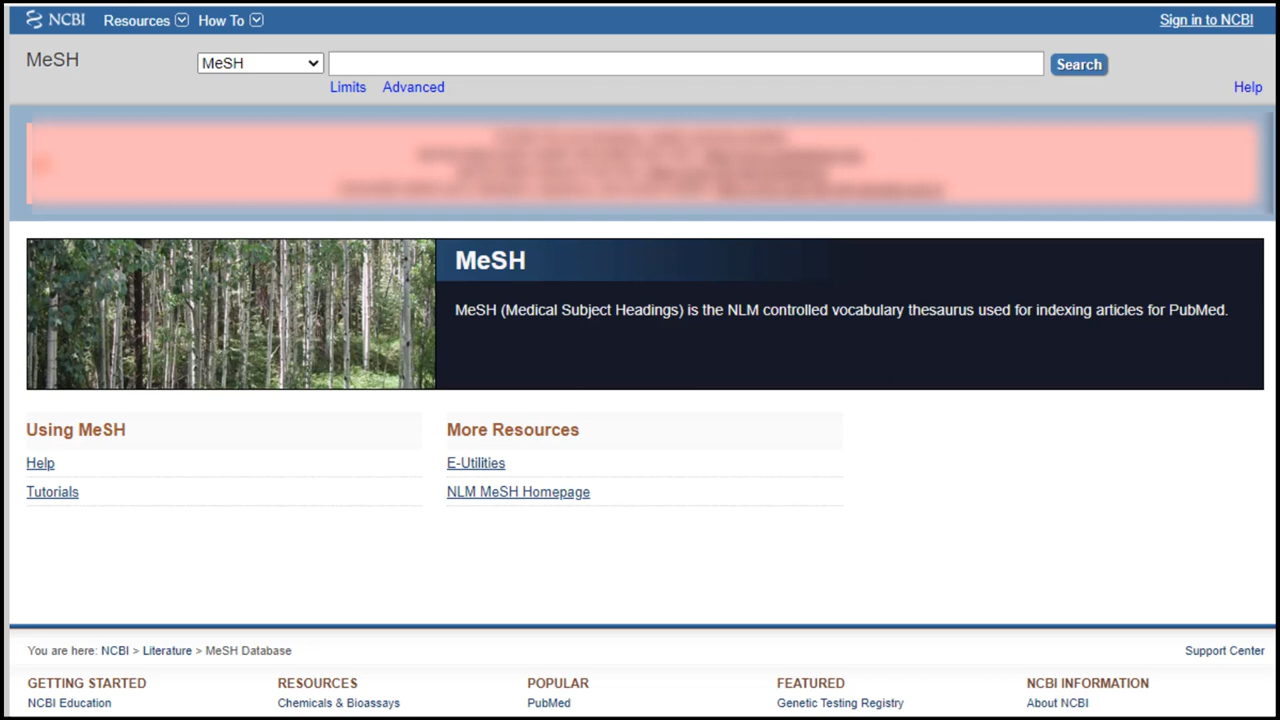 NCBI Resources How To Sign in to NCBI
MeSH MeSH Search
Limits Advanced Help
MeSH
MeSH (Medical Subject Headings) is the NLM controlled vocabulary thesaurus used for indexing articles for PubMed.
Using MeSH More Resources
Help E-Utilities
Tutorials NLM MeSH Homepage
You are here: NCBI > Literature > MeSH Database Support Center
GETTING STARTED RESOURCES POPULAR FEATURED NCBI INFORMATION
NCBI Education Chemicals & Bioassays PubMed Genetic Testing Registry About NCBI